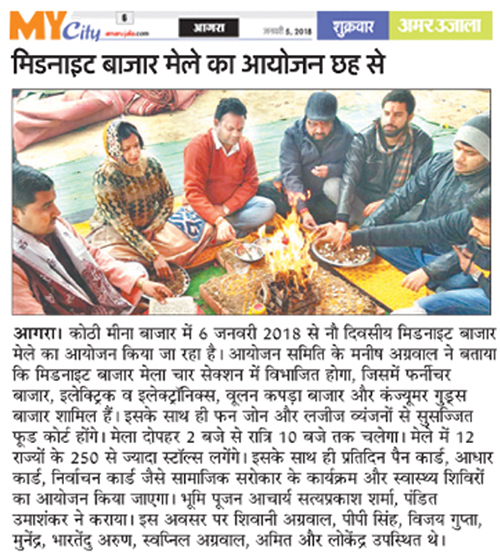 MY City
6
amarujala.com
आगरा
जनवरी 5, 2018
शुक्रवार
अमर उजाला
मिडनाइट बाजार मेले का आयोजन छह से
आगरा। कोठी मीना बाजार में 6 जनवरी 2018 से नौ दिवसीय मिडनाइट बाजार
मेले का आयोजन किया जा रहा है। आयोजन समिति के मनीष अग्रवाल ने बताया
कि मिडनाइट बाजार मेला चार सेक्शन में विभाजित होगा, जिसमें फर्नीचर
बाजार, इलेक्ट्रिक व इलेक्ट्रॉनिक्स, वूलन कपड़ा बाजार और कंज्यूमर गुड्स
बाजार शामिल हैं। इसके साथ ही फन जोन और लजीज व्यंजनों से सुसज्जित
फूड कोर्ट होंगे। मेला दोपहर 2 बजे से रात्रि 10 बजे तक चलेगा। मेले में 12
राज्यों के 250 से ज्यादा स्टॉल्स लगेंगे। इसके साथ ही प्रतिदिन पैन कार्ड, आधार
कार्ड, निर्वाचन कार्ड जैसे सामाजिक सरोकार के कार्यक्रम और स्वास्थ्य शिविरों
का आयोजन किया जाएगा। भूमि पूजन आचार्य सत्यप्रकाश शर्मा, पंडित
उमाशंकर ने कराया। इस अवसर पर शिवानी अग्रवाल, पीपी सिंह, विजय गुप्ता,
मुनेंद्र, भारतेंदु अरुण, स्वप्निल अग्रवाल, अमित और लोकेंद्र उपस्थित थे।